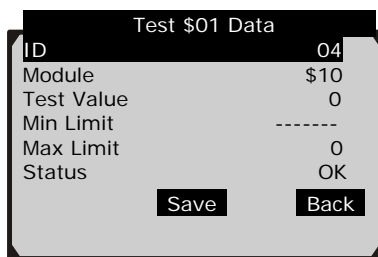 Test $01 Data
ID 04
Module $10
Test Value 0
Min Limit -------
Max Limit 0
Status OK
Save Back